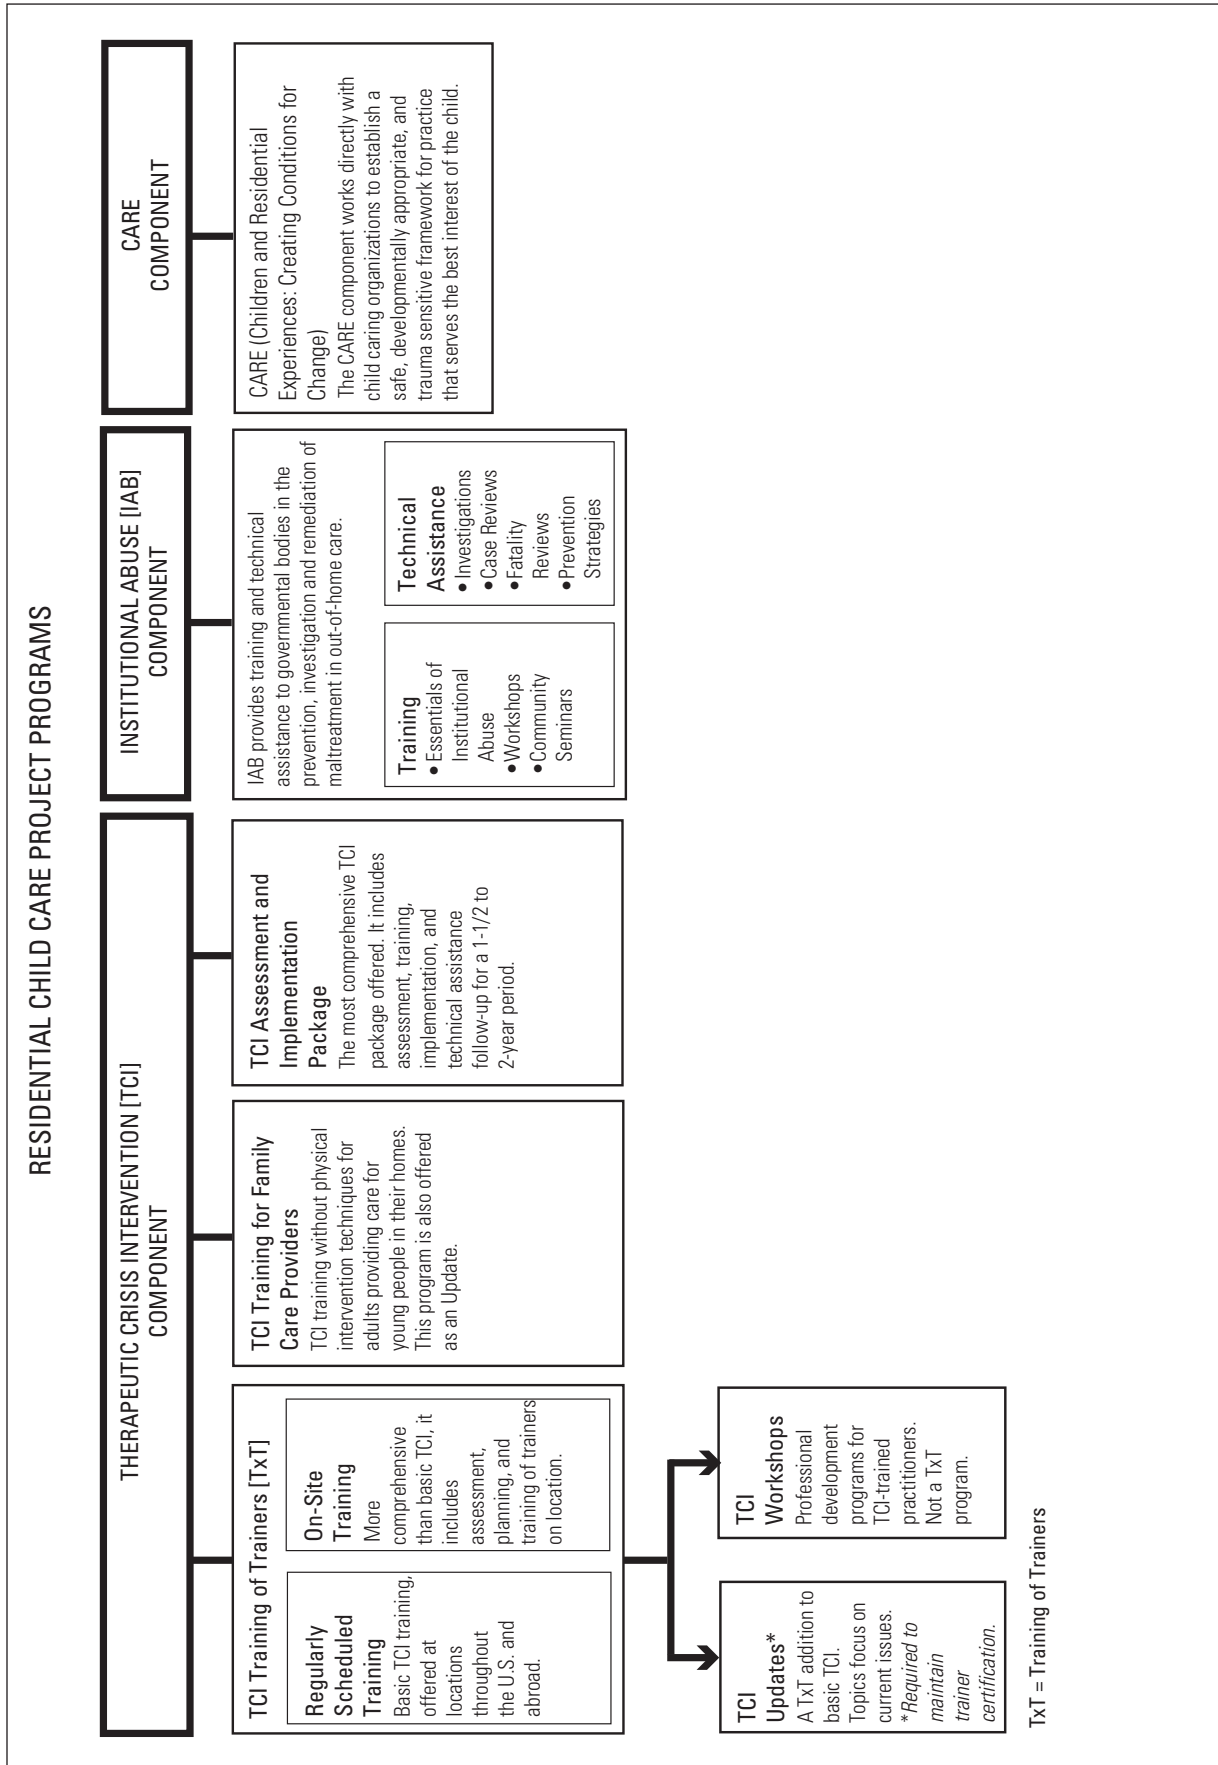 RESIDENTIAL CHILD CARE PROJECT PROGRAMS
THERAPEUTIC CRISIS INTERVENTION [TCI]
COMPONENT
TCI Training of Trainers [TxT]
Regularly
Scheduled
Training
Basic TCI training,
offered at
locations
throughout
the U.S. and
abroad.
On-Site
Training
More
comprehensive
than basic TCI, it
includes
assessment,
planning, and
training of trainers
on location.
TCI
Updates*
A TxT addition to
basic TCI.
Topics focus on
current issues.
*Required to
maintain
trainer
certification.
TCI
Workshops
Professional
development
programs for
TCI-trained
practitioners.
Not a TxT
program.
TCI Training for Family
Care Providers
TCI training without physical
intervention techniques for
adults providing care for
young people in their homes.
This program is also offered
as an Update.
TCI Assessment and
Implementation
Package
The most comprehensive TCI
package offered. It includes
assessment, training,
implementation, and
technical assistance
follow-up for a 1-1/2 to
2-year period.
INSTITUTIONAL ABUSE [IAB]
COMPONENT
IAB provides training and technical
assistance to governmental bodies in the
prevention, investigation and remediation of
maltreatment in out-of-home care.
Training
• Essentials of
Institutional
Abuse
• Workshops
• Community
Seminars
Technical
Assistance
• Investigations
• Case Reviews
• Fatality
Reviews
• Prevention
Strategies
CARE
COMPONENT
CARE (Children and Residential
Experiences: Creating Conditions for
Change)
The CARE component works directly with
child caring organizations to establish a
safe, developmentally appropriate, and
trauma sensitive framework for practice
that serves the best interest of the child.
TxT = Training of Trainers